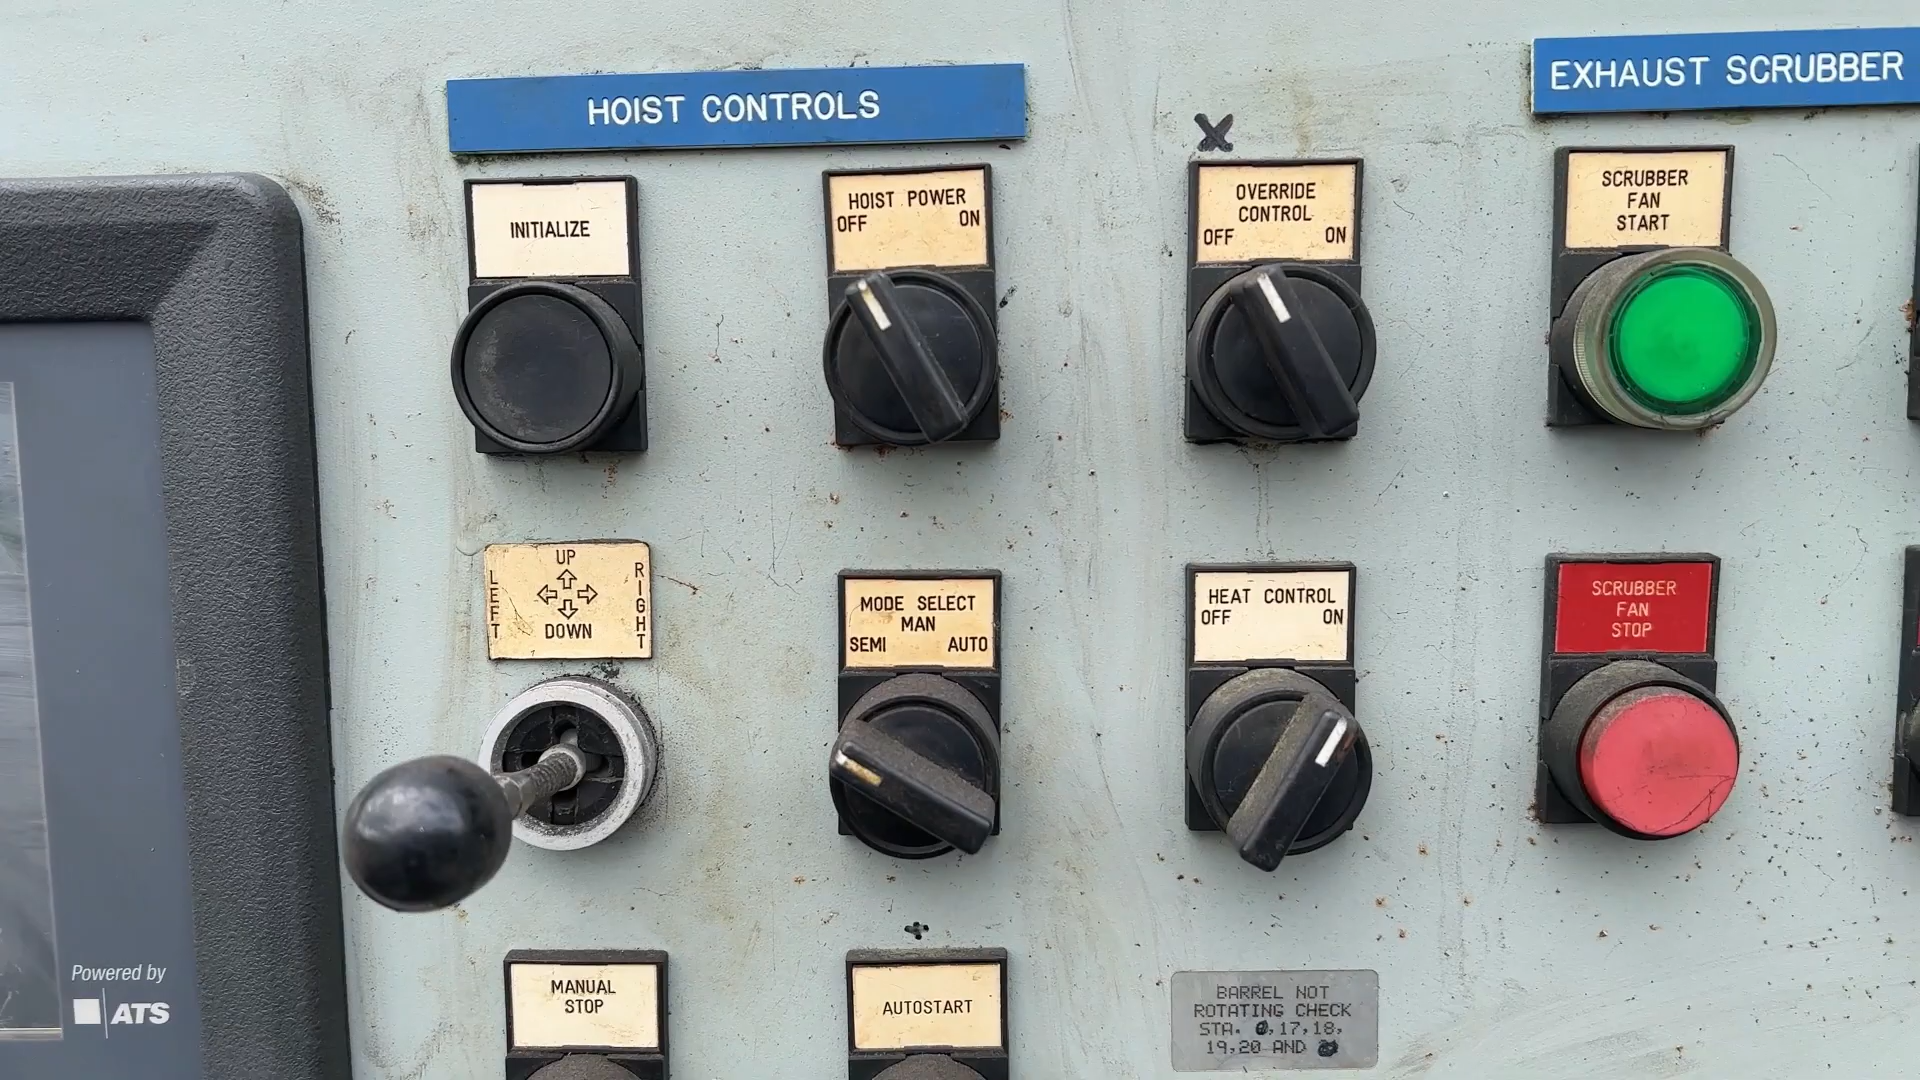 HOIST CONTROLS
EXHAUST SCRUBBER
X
INITIALIZE
HOIST POWER
OFF ON
OVERRIDE
CONTROL
OFF ON
SCRUBBER
FAN
START
UP
LEFT
RIGHT
DOWN
MODE SELECT
MAN
SEMI AUTO
HEAT CONTROL
OFF ON
SCRUBBER
FAN
STOP
MANUAL
STOP
AUTOSTART
BARREL NOT
ROTATING CHECK
STA. ,17,18,
19,20 AND
Powered by
ATS